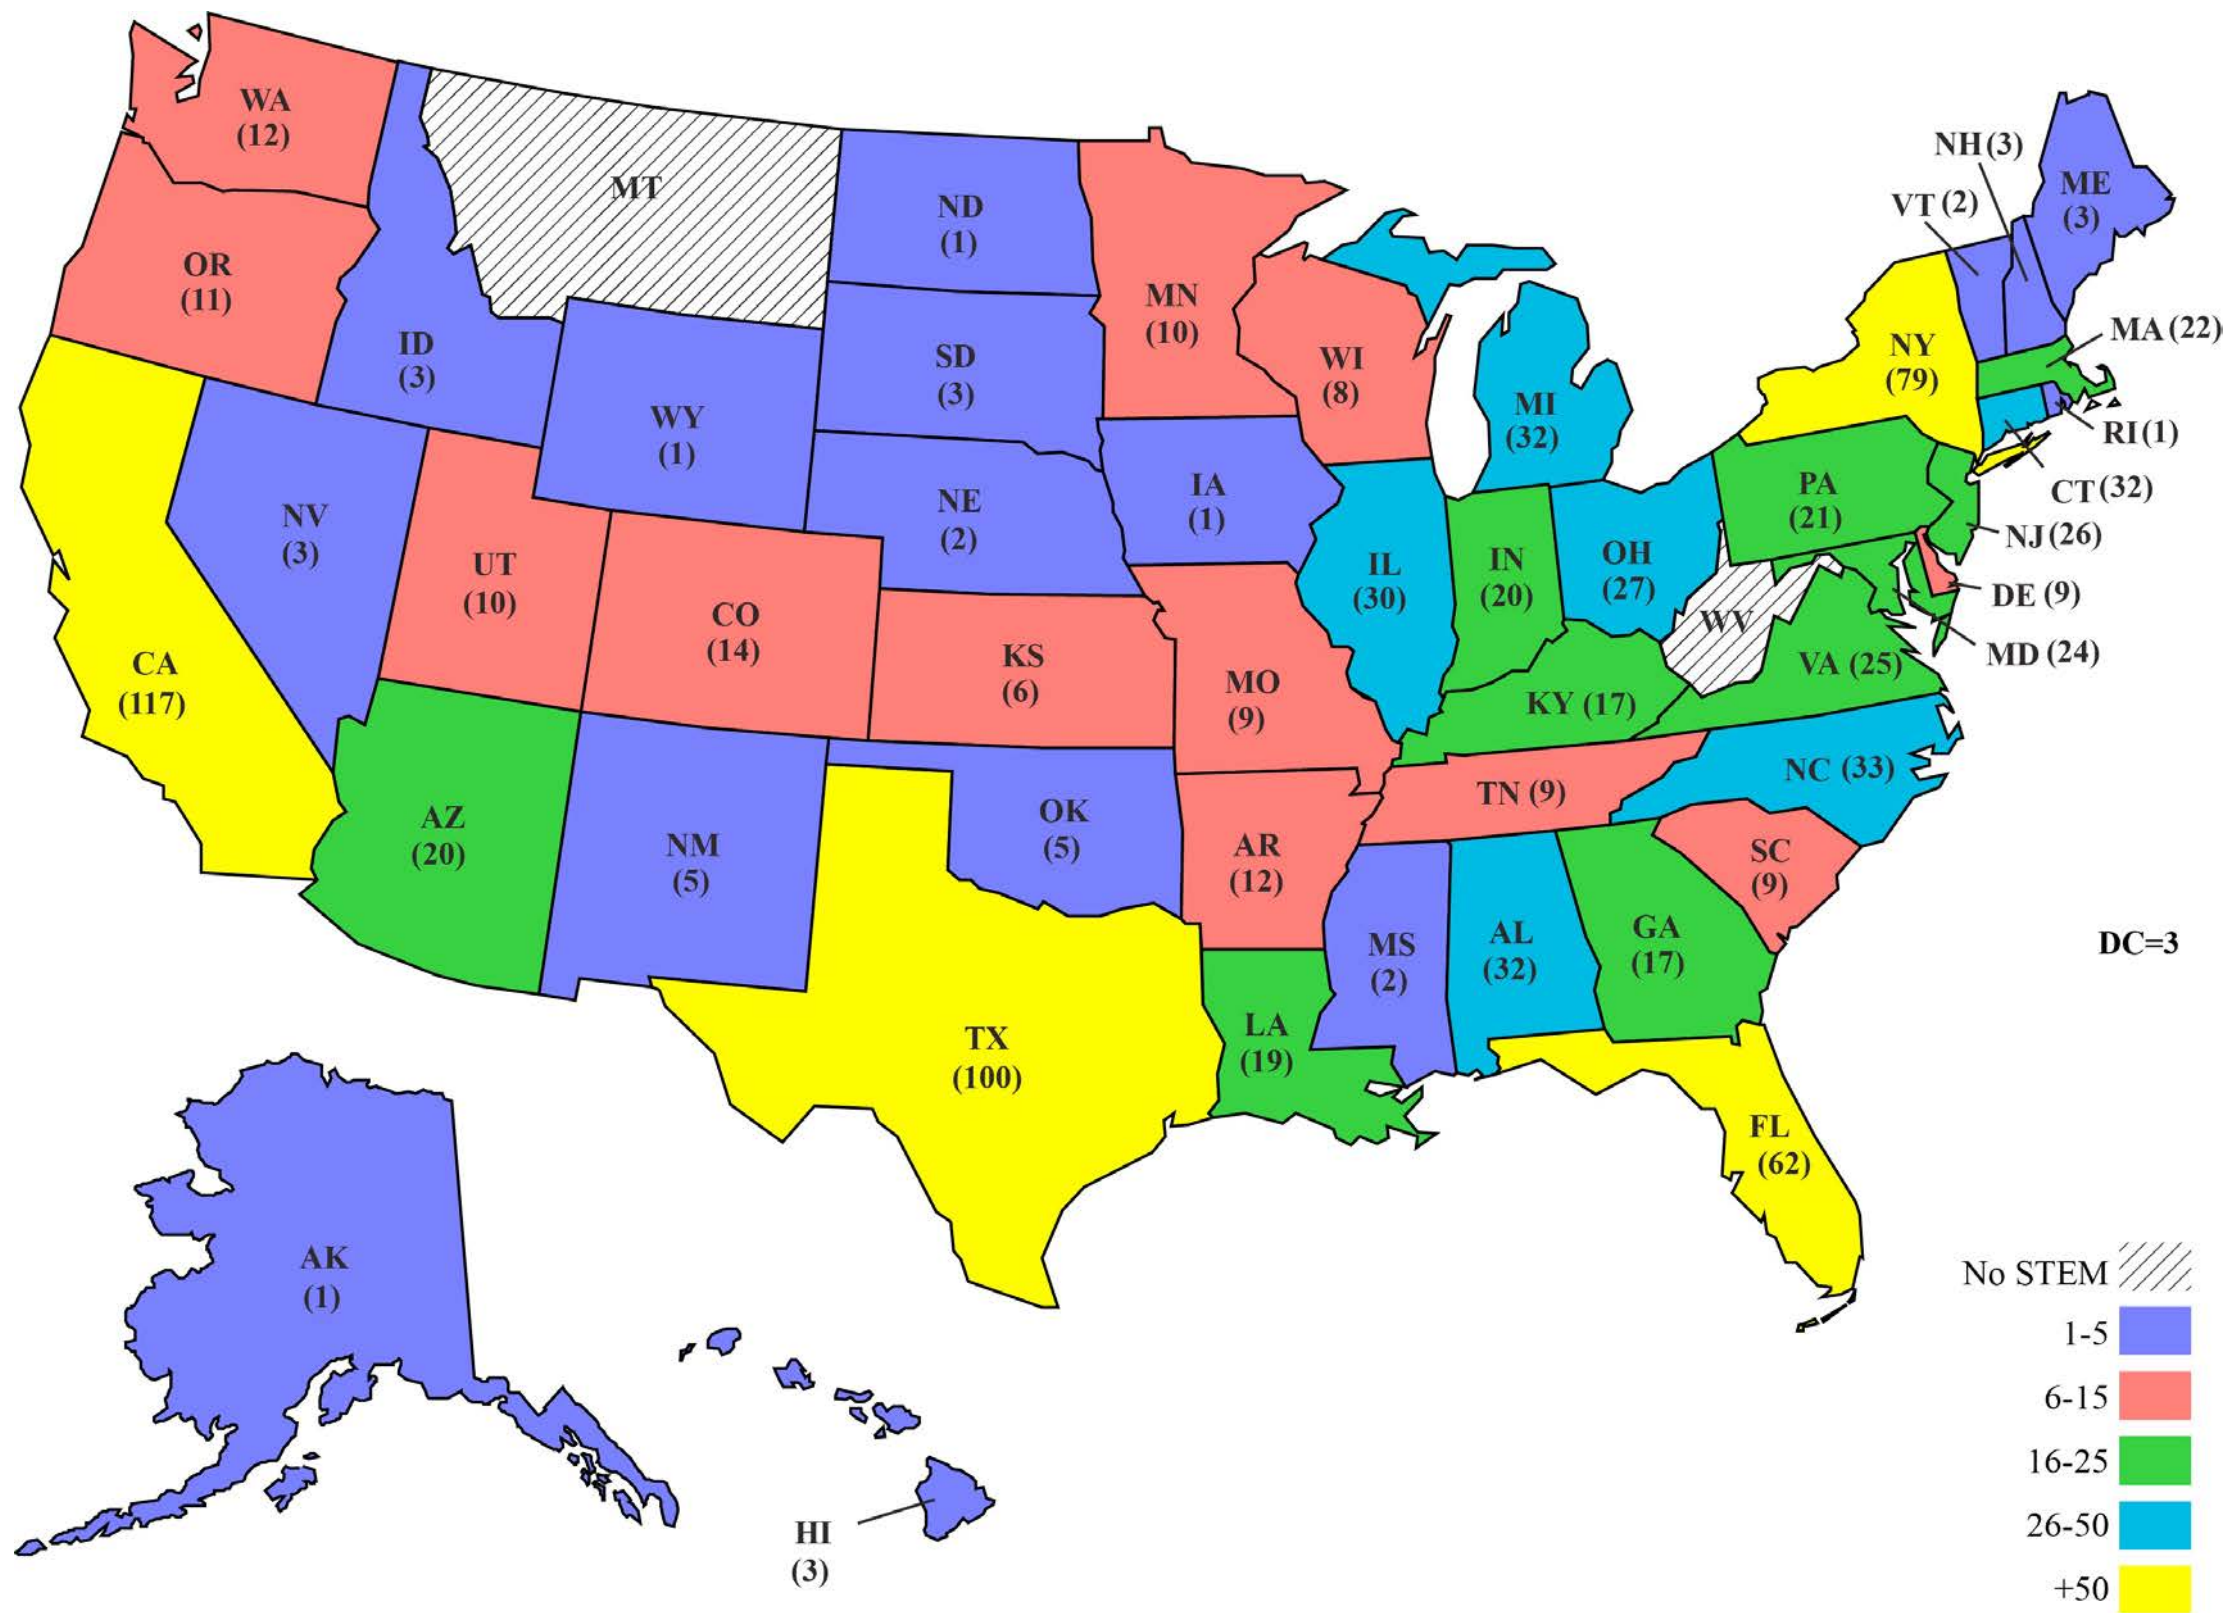 WA
(12)
MT
ND
(1)
NH (3)
ME
(3)
VT (2)
OR
(11)
MN
(10)
MA (22)
ID
(3)
SD
(3)
WI
(8)
NY
(79)
WY
(1)
MI
(32)
RI (1)
NV
(3)
NE
(2)
IA
(1)
PA
(21)
CT (32)
NJ (26)
UT
(10)
CO
(14)
IL
(30)
IN
(20)
OH
(27)
DE (9)
WV
MD (24)
CA
(117)
KS
(6)
MO
(9)
KY (17)
VA (25)
NC (33)
TN (9)
AZ
(20)
NM
(5)
OK
(5)
AR
(12)
SC
(9)
MS
(2)
AL
(32)
GA
(17)
DC=3
TX
(100)
LA
(19)
FL
(62)
AK
(1)
HI
(3)
No STEM
1-5
6-15
16-25
26-50
+50